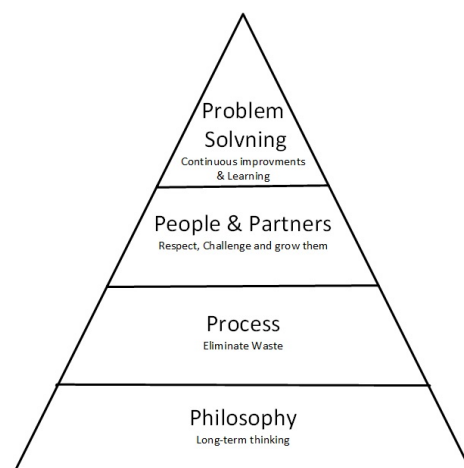 Problem
Solvning
Continuous improvments
& Learning
People & Partners
Respect, Challenge and grow them
Process
Eliminate Waste
Philosophy
Long-term thinking